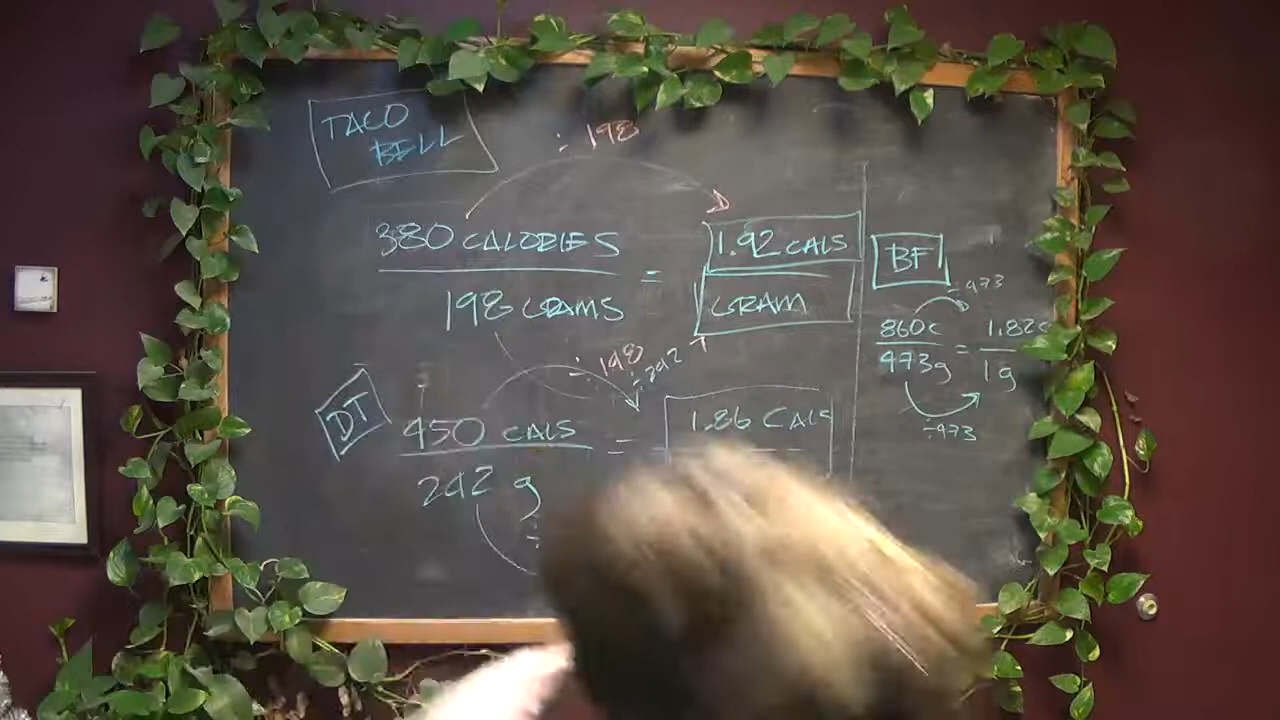 TACO
BELL
÷ 198
380 CALORIES
198 GRAMS
=
1.92 CALS
GRAM
÷ 198
÷ 242
DT
450 CALS
242 g
=
1.86 CALS
÷
BF
÷ 473
860c
473g
=
1.82c
1g
÷ 473